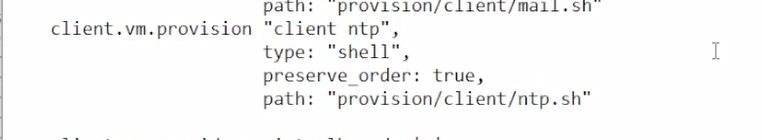 path: "provision/client/mail.sh"
client.vm.provision "client ntp",
type: "shell",
preserve_order: true,
path: "provision/client/ntp.sh"